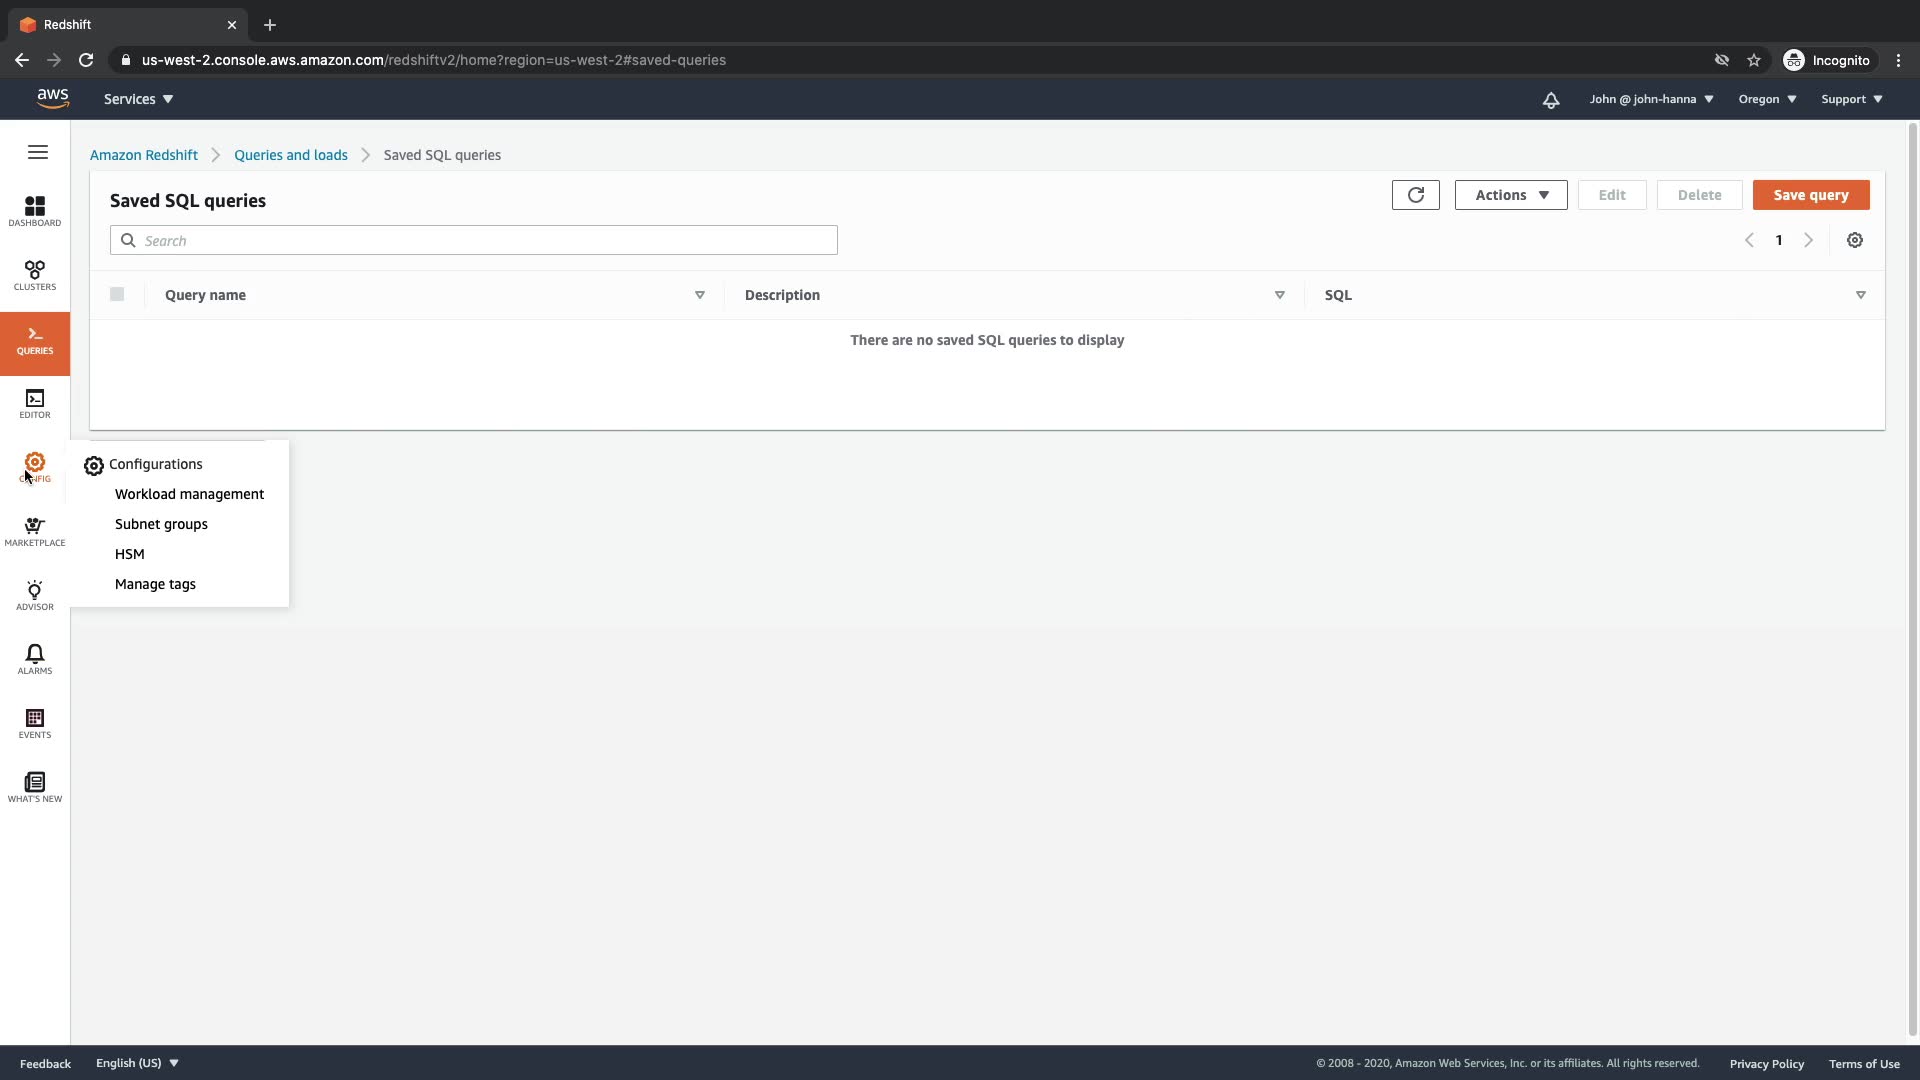 Redshift
us-west-2.console.aws.amazon.com/redshiftv2/home?region=us-west-2#saved-queries
Incognito
aws
Services
John @ john-hanna
Oregon
Support
Amazon Redshift
Queries and loads
Saved SQL queries
Saved SQL queries
Actions
Edit
Delete
Save query
Search
1
Query name
Description
SQL
There are no saved SQL queries to display
DASHBOARD
CLUSTERS
QUERIES
EDITOR
CONFIG
MARKETPLACE
ADVISOR
ALARMS
EVENTS
WHAT'S NEW
Configurations
Workload management
Subnet groups
HSM
Manage tags
Feedback
English (US)
© 2008 - 2020, Amazon Web Services, Inc. or its affiliates. All rights reserved.
Privacy Policy
Terms of Use